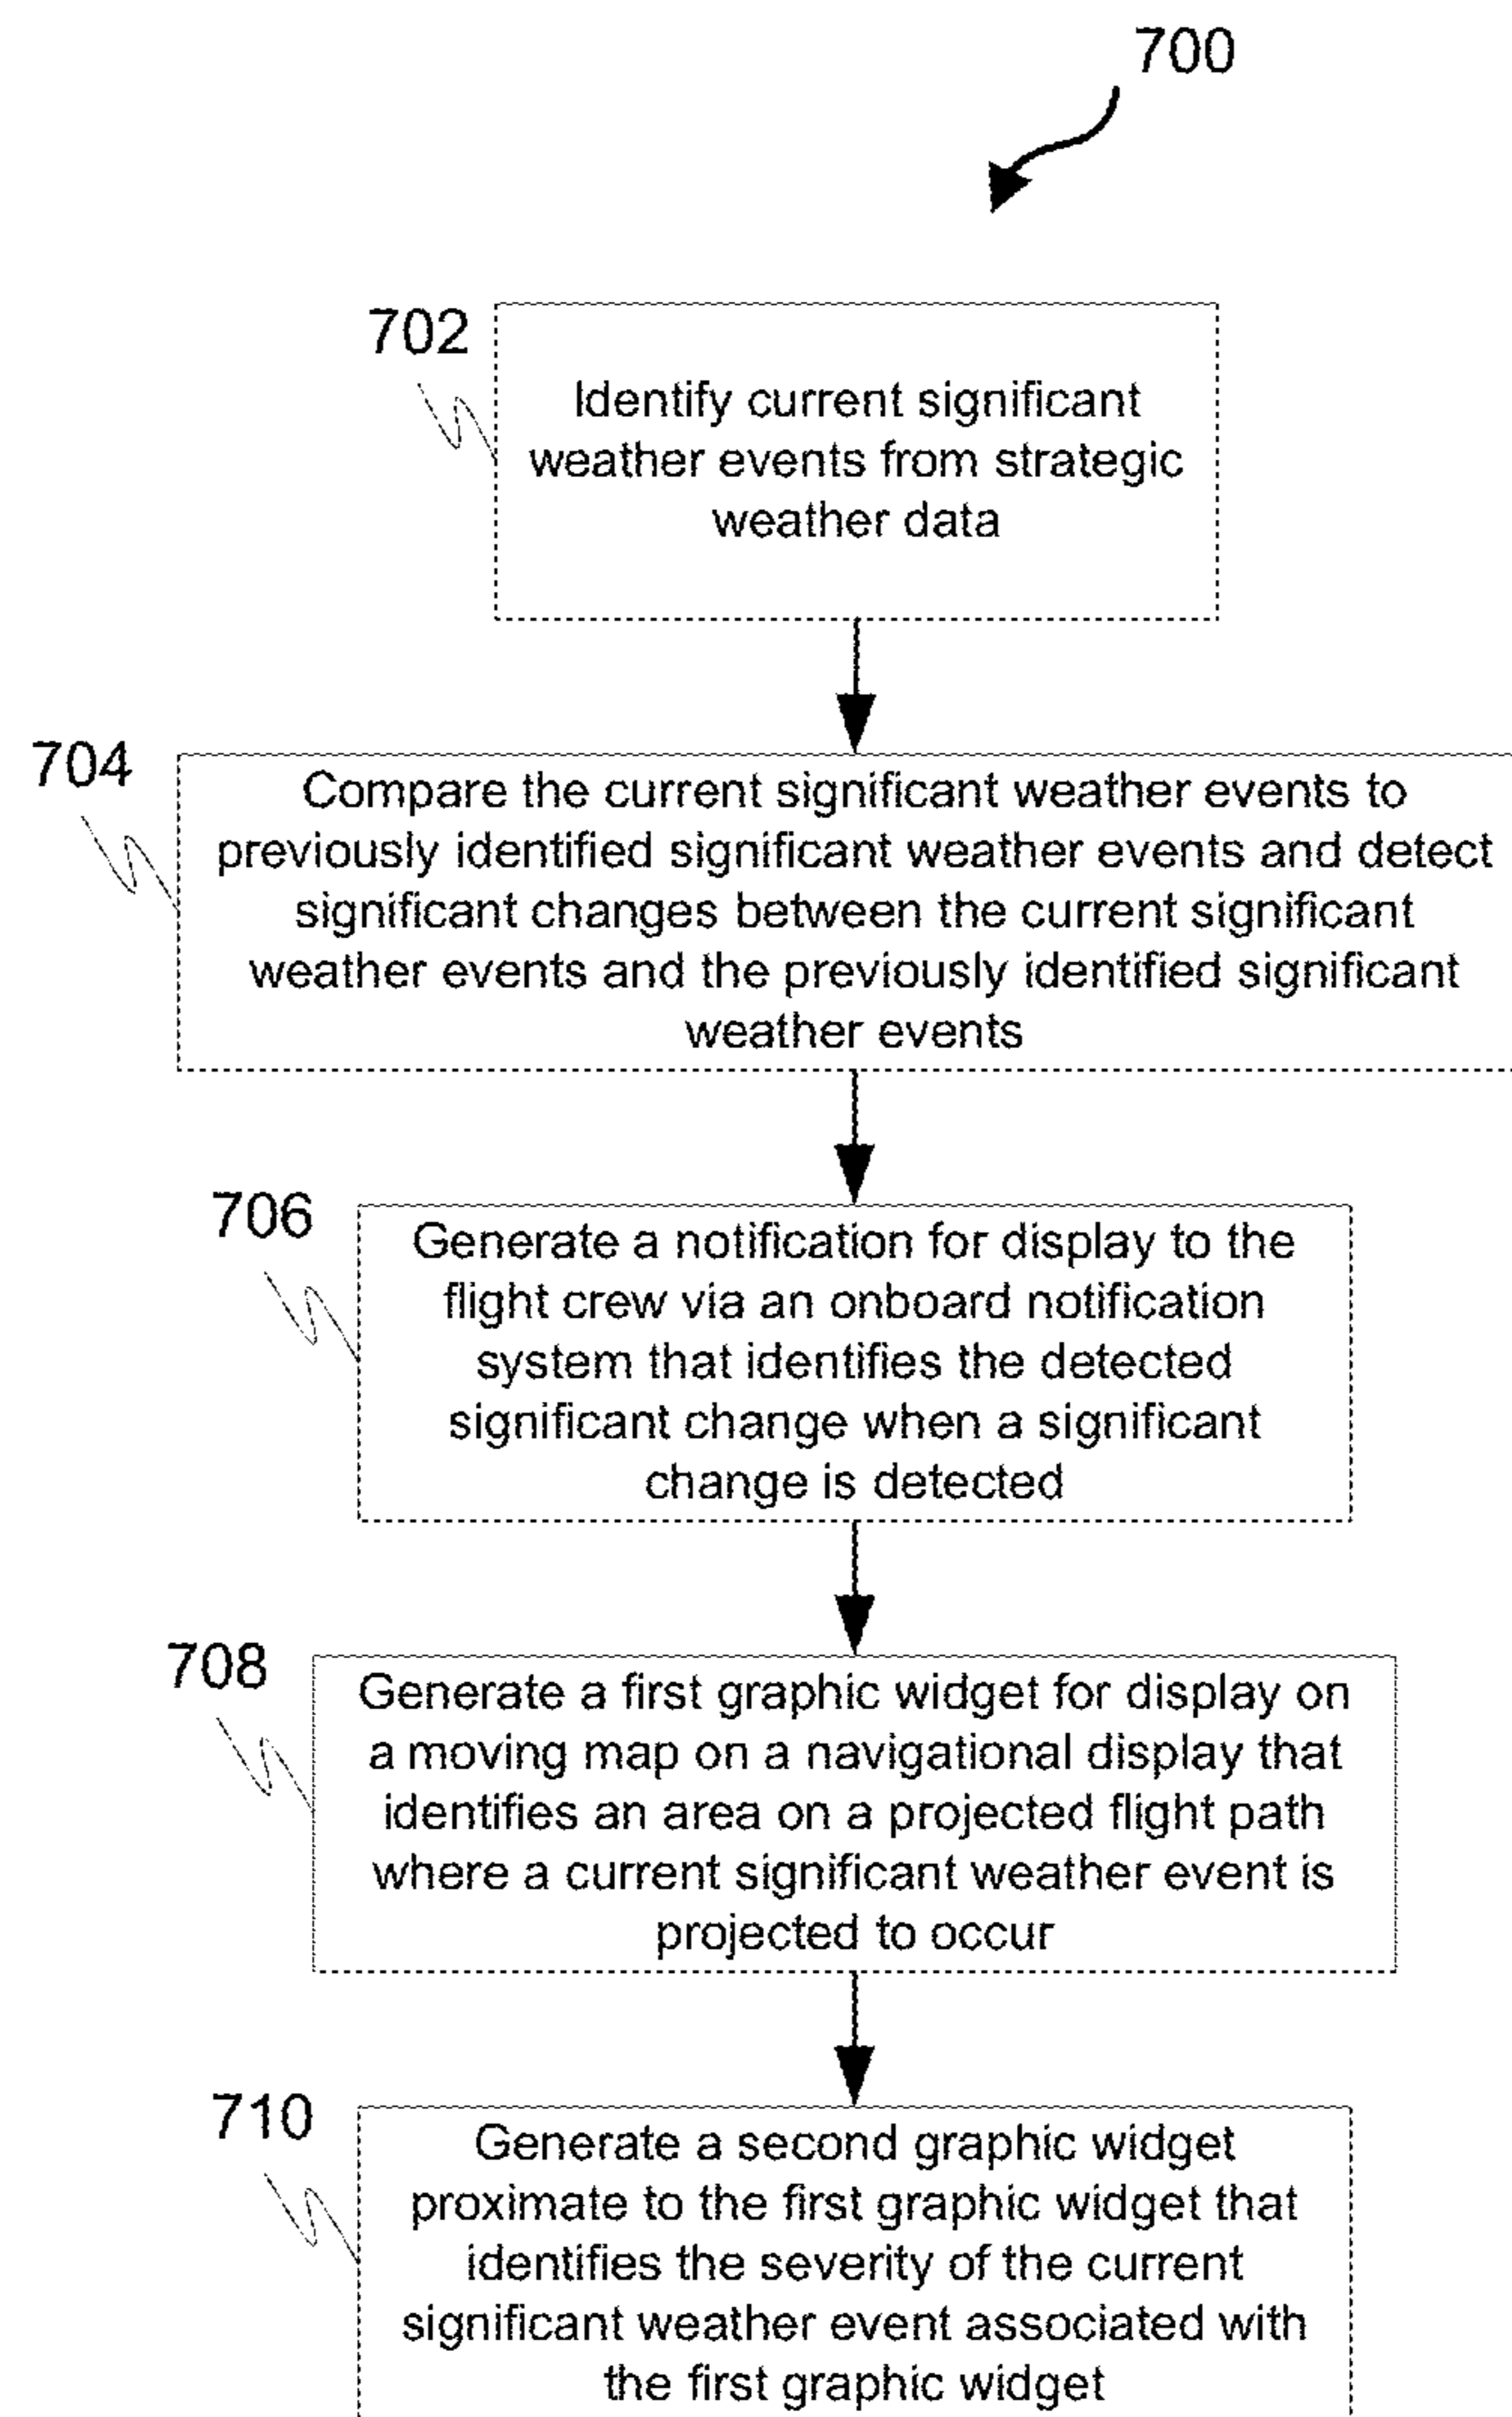 700
702
Identify current significant
weather events from strategic
weather data
704
Compare the current significant weather events to
previously identified significant weather events and detect
significant changes between the current significant
weather events and the previously identified significant
weather events
706
Generate a notification for display to the
flight crew via an onboard notification
system that identifies the detected
significant change when a significant
change is detected
708
Generate a first graphic widget for display on
a moving map on a navigational display that
identifies an area on a projected flight path
where a current significant weather event is
projected to occur
710
Generate a second graphic widget
proximate to the first graphic widget that
identifies the severity of the current
significant weather event associated with
the first graphic widget